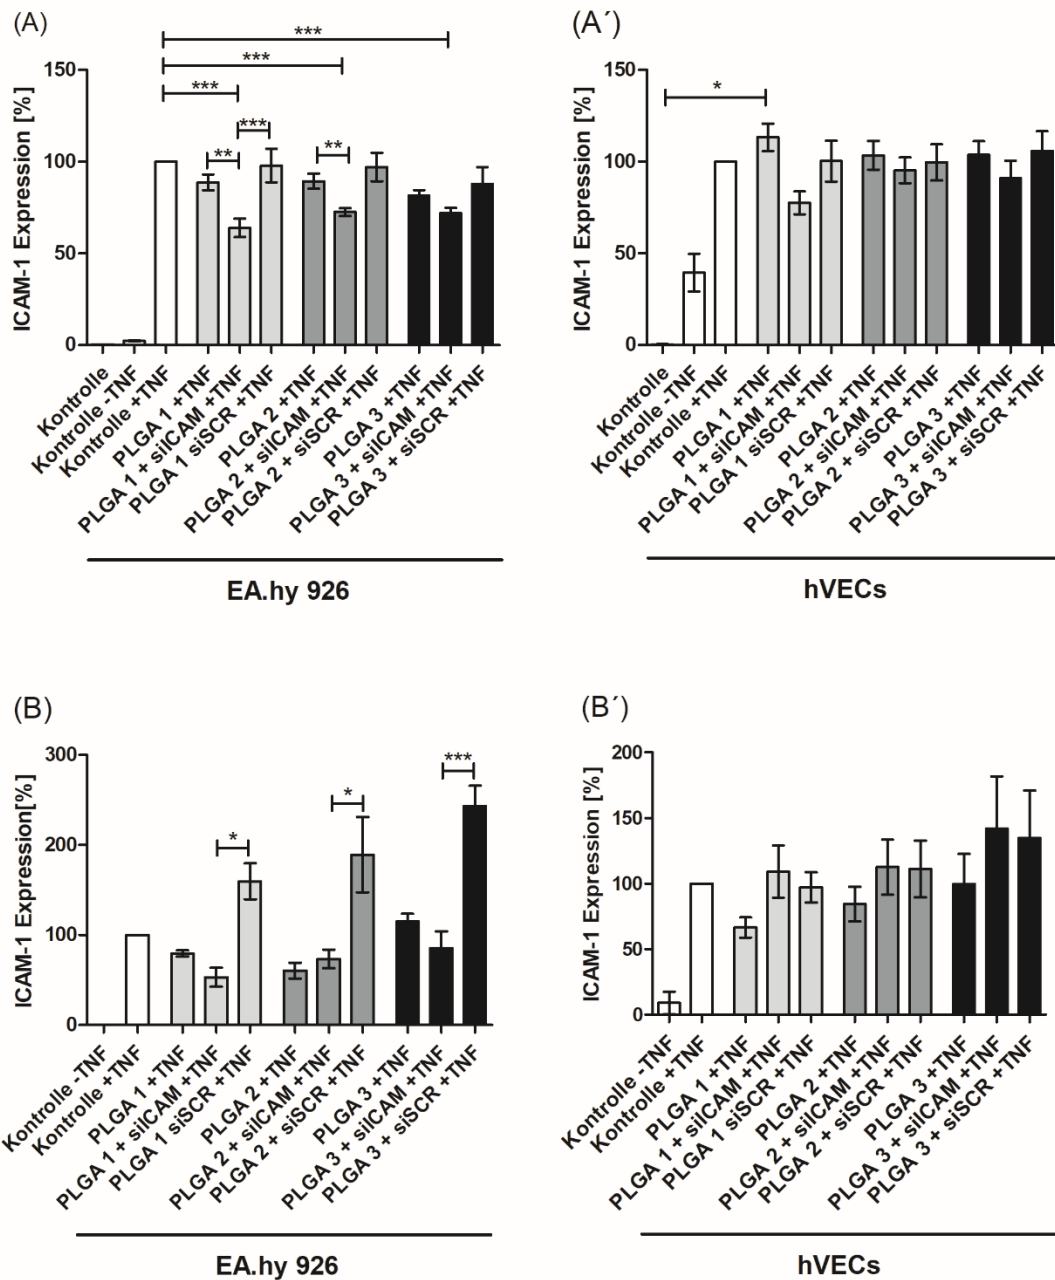 (A)
***
***
***
***
**
**
150
100
50
0
ICAM-1 Expression [%]
Kontrolle
Kontrolle -TNF
Kontrolle +TNF
PLGA 1 +TNF
PLGA 1 + siICAM +TNF
PLGA 1 siSCR +TNF
PLGA 2 +TNF
PLGA 2 + siICAM +TNF
PLGA 2 + siSCR +TNF
PLGA 3 +TNF
PLGA 3 + siICAM +TNF
PLGA 3 + siSCR +TNF
EA.hy 926
(A´)
*
150
100
50
0
ICAM-1 Expression [%]
Kontrolle
Kontrolle -TNF
Kontrolle +TNF
PLGA 1 +TNF
PLGA 1 + siICAM +TNF
PLGA 1 siSCR +TNF
PLGA 2 +TNF
PLGA 2 + siICAM +TNF
PLGA 2 + siSCR +TNF
PLGA 3 +TNF
PLGA 3 + siICAM +TNF
PLGA 3 + siSCR +TNF
hVECs
(B)
***
*
*
300
200
100
0
ICAM-1 Expression[%]
Kontrolle -TNF
Kontrolle +TNF
PLGA 1 +TNF
PLGA 1 + siICAM +TNF
PLGA 1 siSCR +TNF
PLGA 2 +TNF
PLGA 2 + siICAM +TNF
PLGA 2 + siSCR +TNF
PLGA 3 +TNF
PLGA 3 + siICAM +TNF
PLGA 3 + siSCR +TNF
EA.hy 926
(B´)
200
150
100
50
0
ICAM-1 Expression [%]
Kontrolle -TNF
Kontrolle +TNF
PLGA 1 +TNF
PLGA 1 + siICAM +TNF
PLGA 1 siSCR +TNF
PLGA 2 +TNF
PLGA 2 + siICAM +TNF
PLGA 2 + siSCR +TNF
PLGA 3 +TNF
PLGA 3 + siICAM +TNF
PLGA 3 + siSCR +TNF
hVECs